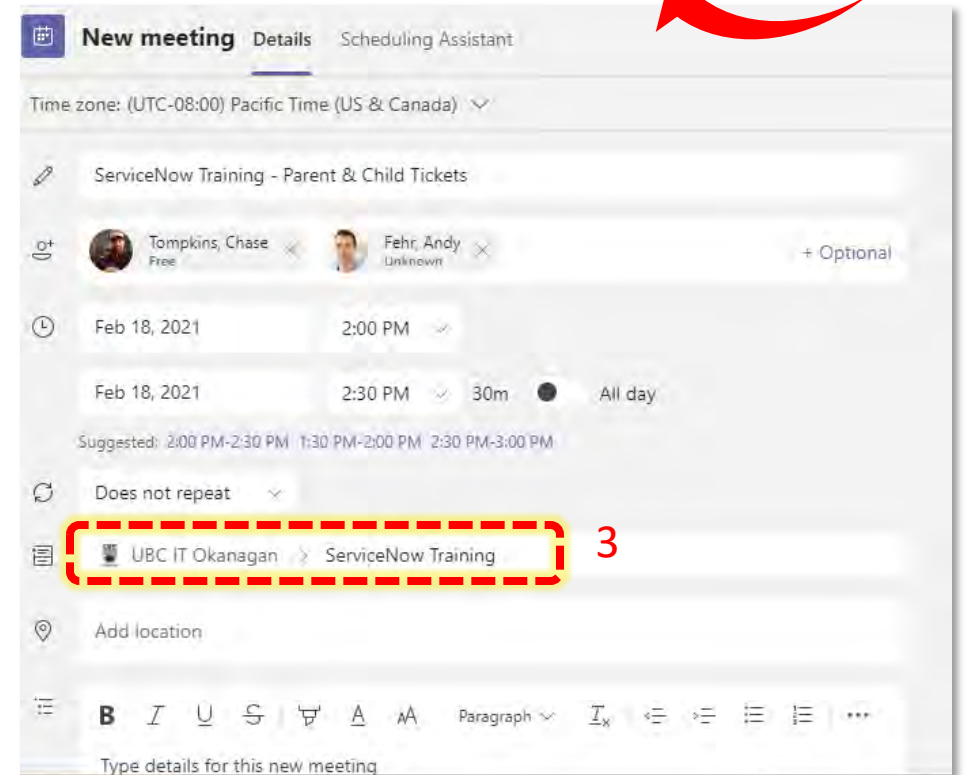 New meeting Details Scheduling Assistant
Time zone: (UTC-08:00) Pacific Time (US & Canada)
ServiceNow Training - Parent & Child Tickets
Tompkins, Chase Fehr, Andy
Free Unknown + Optional
Feb 18, 2021 2:00 PM
Feb 18, 2021 2:30 PM 30m All day
Suggested: 2:00 PM-2:30 PM 1:30 PM-2:00 PM 2:30 PM-3:00 PM
Does not repeat
UBC IT Okanagan > ServiceNow Training 3
Add location
B I U S A AA Paragraph Ix
Type details for this new meeting